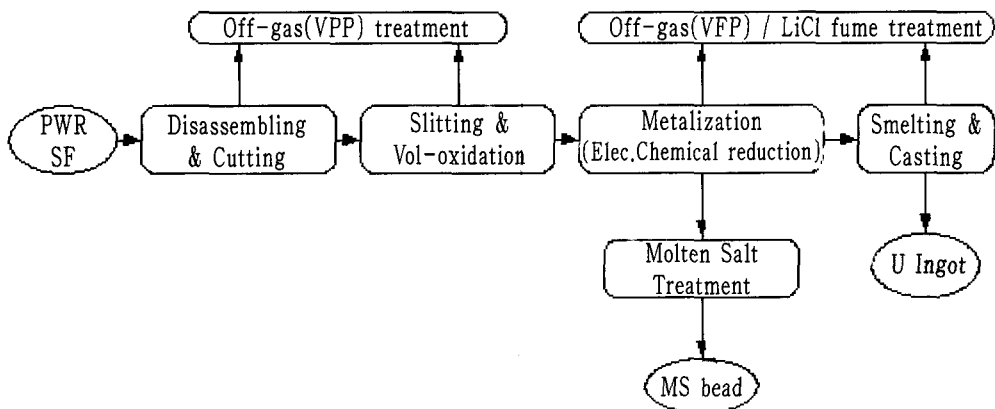 Off-gas(VPP) treatment
Off-gas(VFP) / LiCl fume treatment
PWR
SF
Disassembling
& Cutting
Slitting &
Vol-oxidation
Metalization
(Elec.Chemical reduction)
Smelting &
Casting
Molten Salt
Treatment
U Ingot
MS bead